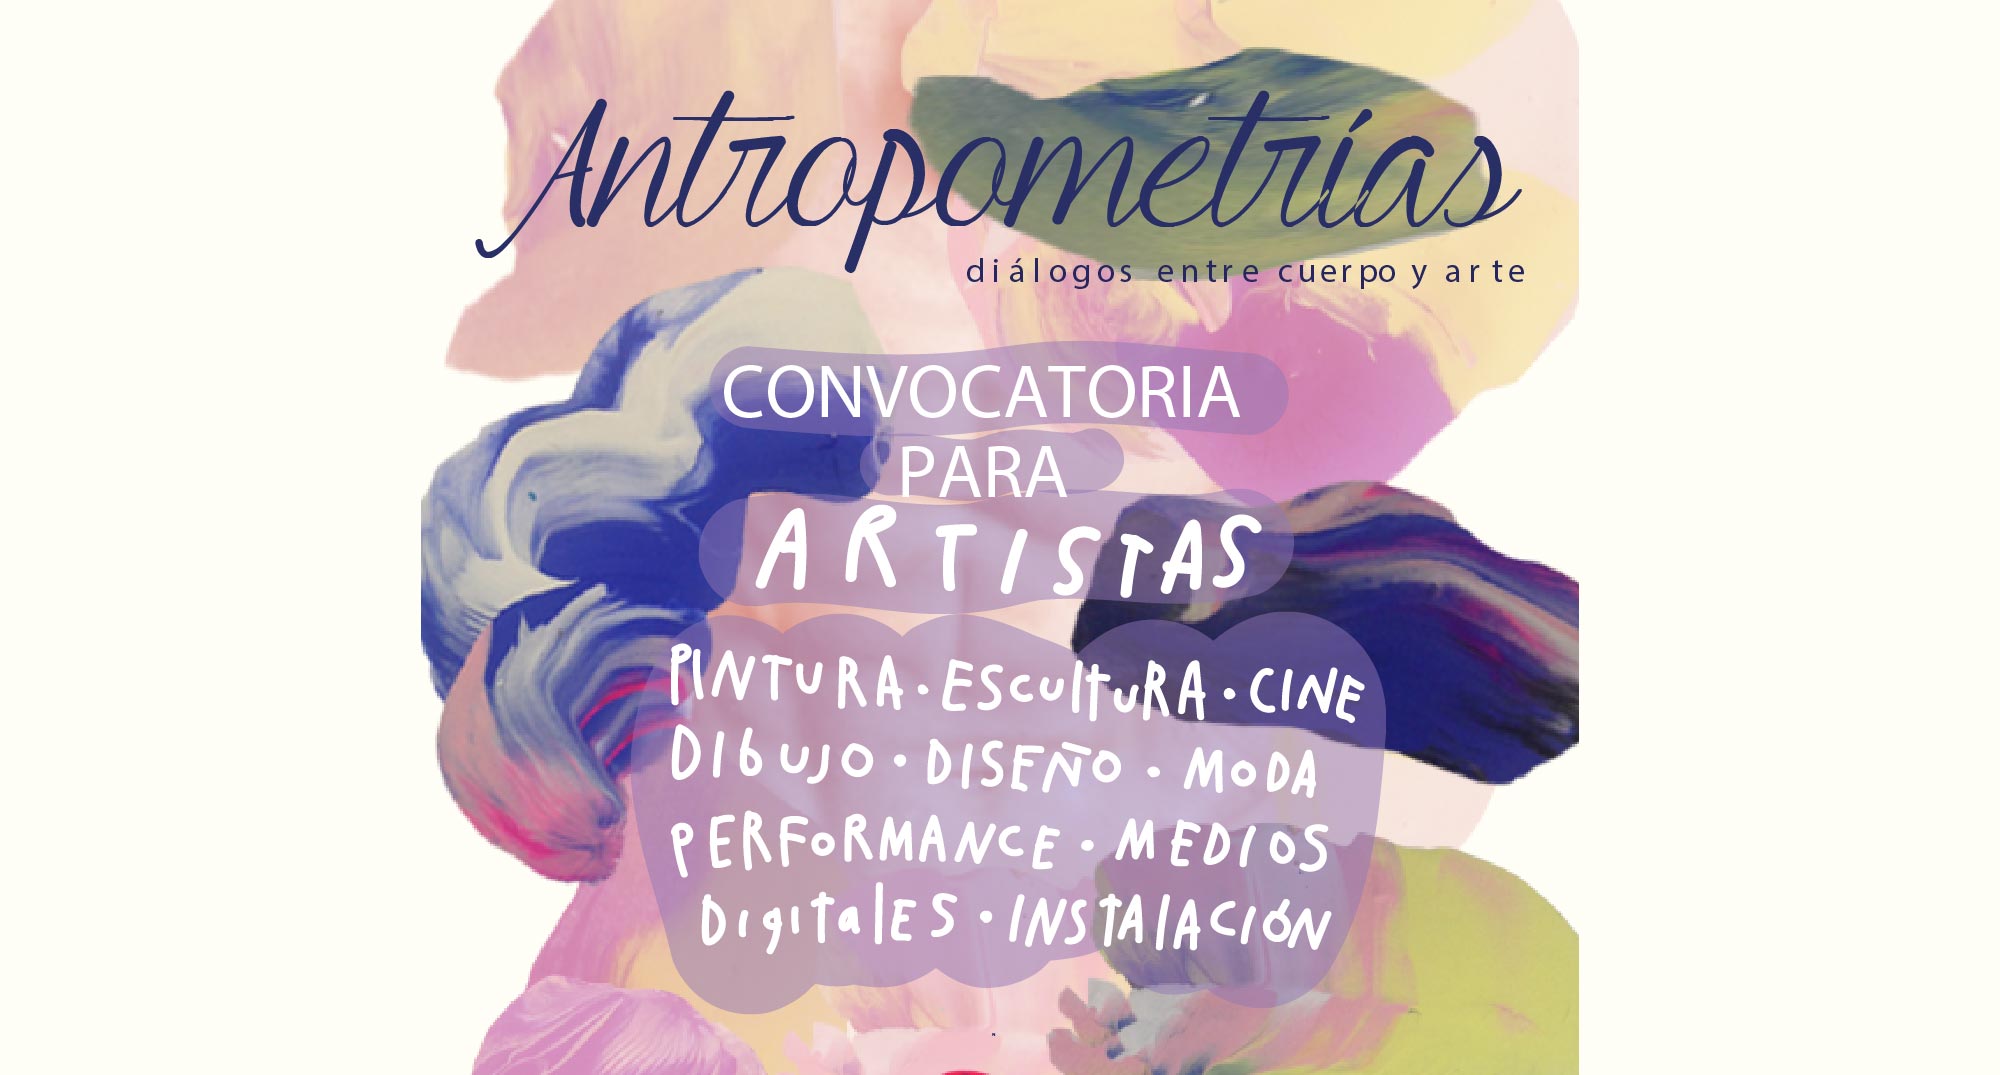 Antropometrías
diálogos entre cuerpo y arte
CONVOCATORIA
PARA
ARTISTAS
PINTURA · ESCULTURA · CINE
DIBUJO · DISEÑO · MODA
PERFORMANCE · MEDIOS
DIGITALES · INSTALACIÓN